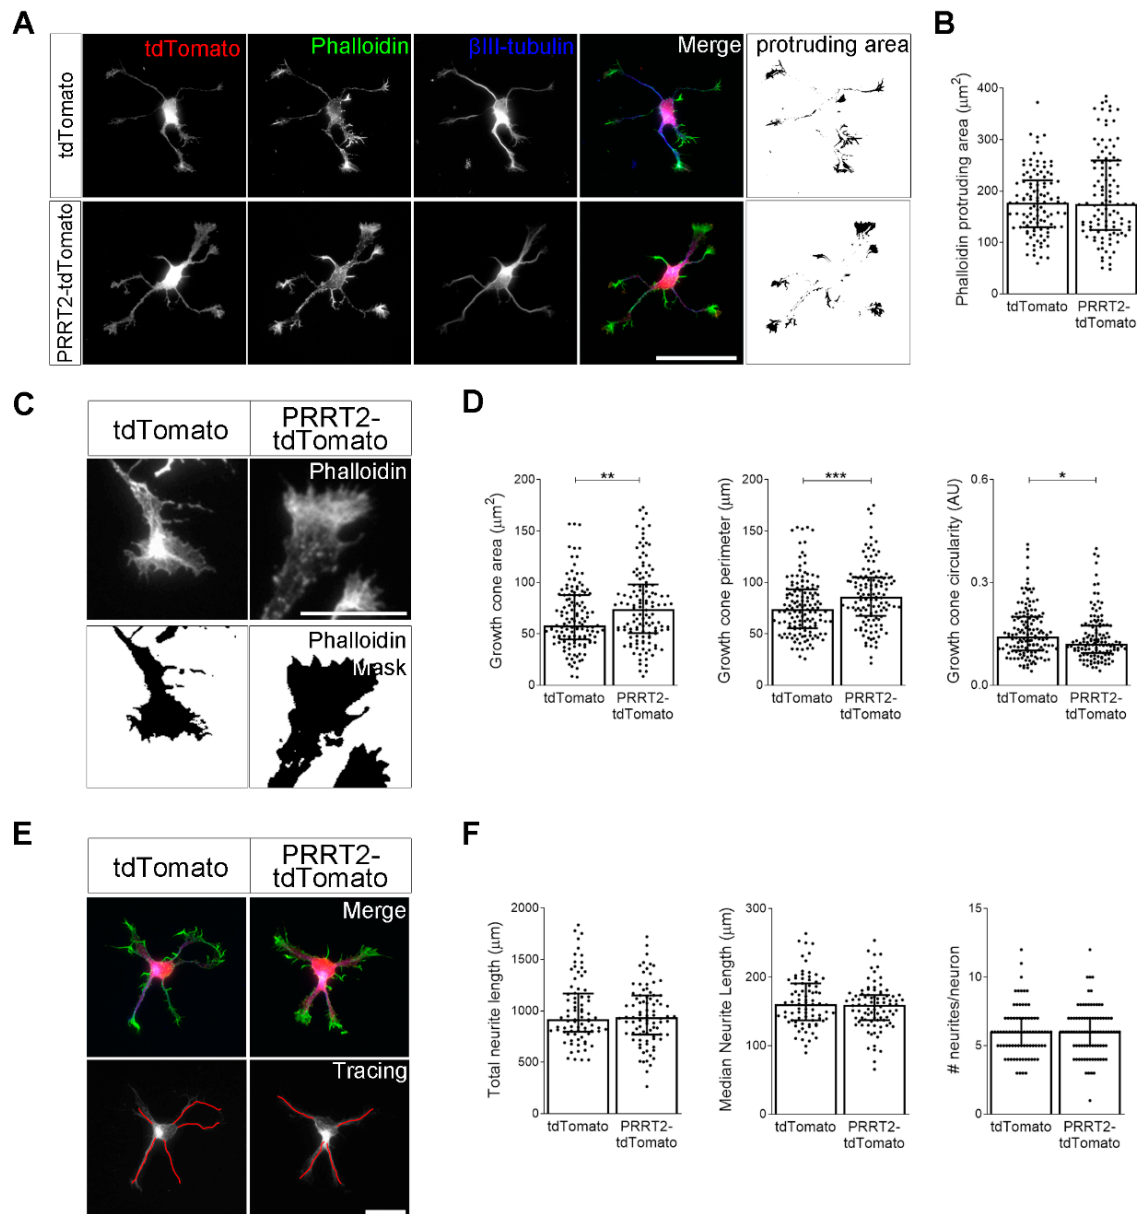 A
tdTomato
Phalloidin
βIII-tubulin
Merge
protruding area
tdTomato
PRRT2-tdTomato
B
Phalloidin protruding area (μm²)
400
300
200
100
0
tdTomato
PRRT2-
tdTomato
C
tdTomato
PRRT2-
tdTomato
Phalloidin
Phalloidin
Mask
D
Growth cone area (μm²)
200
150
100
50
0
**
tdTomato
PRRT2-
tdTomato
Growth cone perimeter (μm)
200
150
100
50
0
***
tdTomato
PRRT2-
tdTomato
Growth cone circularity (AU)
0.6
0.3
0.0
*
tdTomato
PRRT2-
tdTomato
E
tdTomato
PRRT2-
tdTomato
Merge
Tracing
F
Total neurite length (μm)
2000
1500
1000
500
0
tdTomato
PRRT2-
tdTomato
Median Neurite Length (μm)
300
200
100
0
tdTomato
PRRT2-
tdTomato
# neurites/neuron
15
10
5
0
tdTomato
PRRT2-
tdTomato